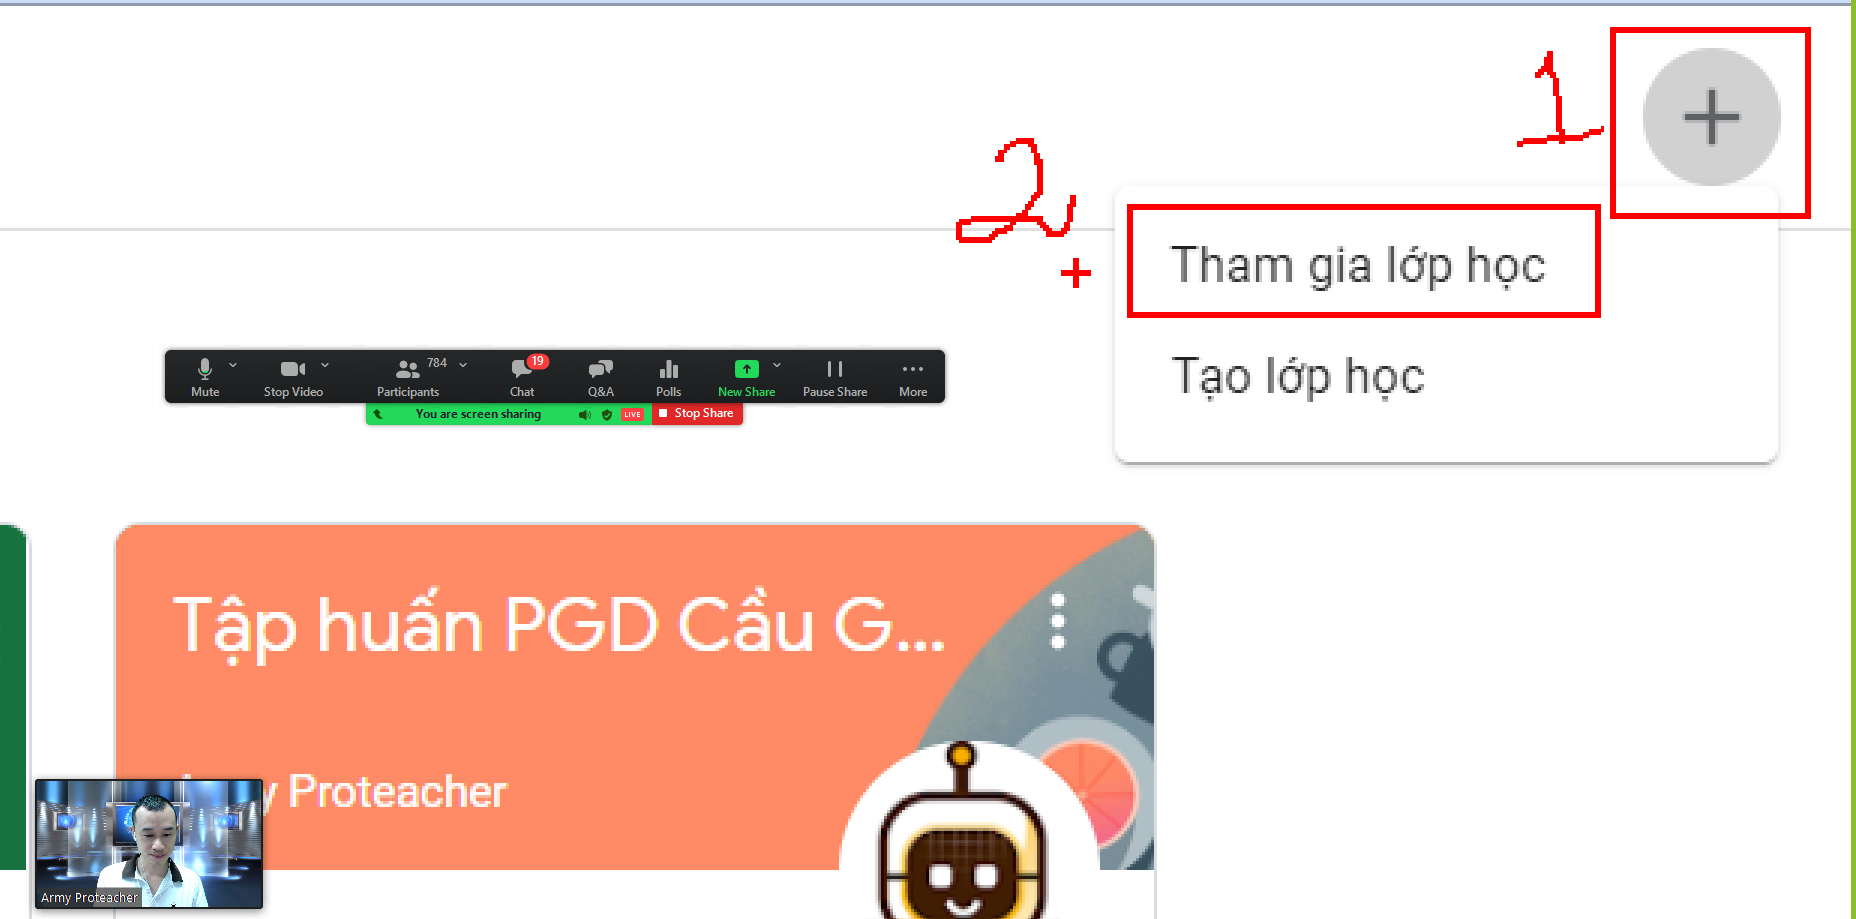 1
2
Tham gia lớp học
Tạo lớp học
784
19
Mute
Stop Video
Participants
Chat
Q&A
Polls
New Share
Pause Share
More
You are screen sharing
LIVE
Stop Share
Tập huấn PGD Cầu G...
y Proteacher
Army Proteacher